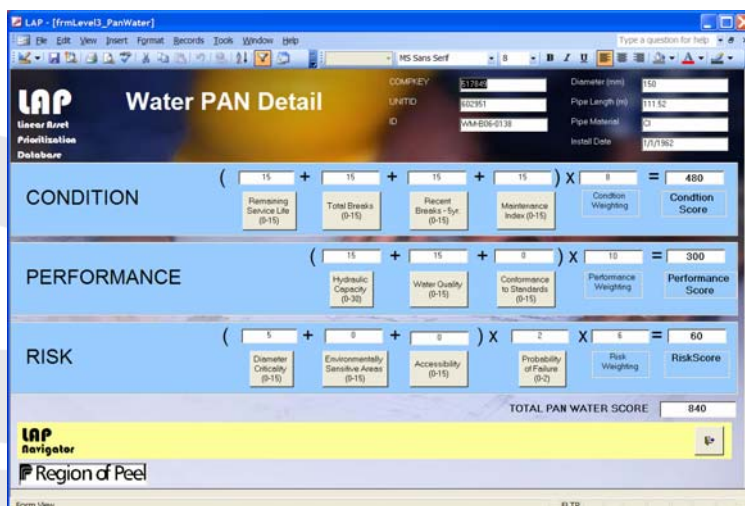 LAP - [frmLevel3_PanWater]
File Edit View Insert Format Records Tools Window Help Type a question for help
MS Sans Serif 8 B I U
LAP
Linear Asset
Prioritization
Database
Water PAN Detail
COMPKEY 517849
UNITID 602951
ID WM-B06-0138
Diameter (mm) 150
Pipe Length (m) 111.52
Pipe Material CI
Install Date 1/1/1962
CONDITION
( 15 + 15 + 15 + 15 ) X 8 = 480
Remaining Service Life (0-15)
Total Breaks (0-15)
Recent Breaks - 5yr. (0-15)
Maintenance Index (0-15)
Condtion Weighting
Condtion Score
PERFORMANCE
( 15 + 15 + 0 ) X 10 = 300
Hydraulic Capacity (0-30)
Water Quality (0-15)
Conformance to Standards (0-15)
Performance Weighting
Performance Score
RISK
( 5 + 0 + 0 ) X 2 X 6 = 60
Diameter Criticality (0-15)
Environmentally Sensitive Areas (0-15)
Accessibility (0-15)
Probability of Failure (0-2)
Risk Weighting
RiskScore
TOTAL PAN WATER SCORE 840
LAP
Navigator
Region of Peel
Form View FLTR